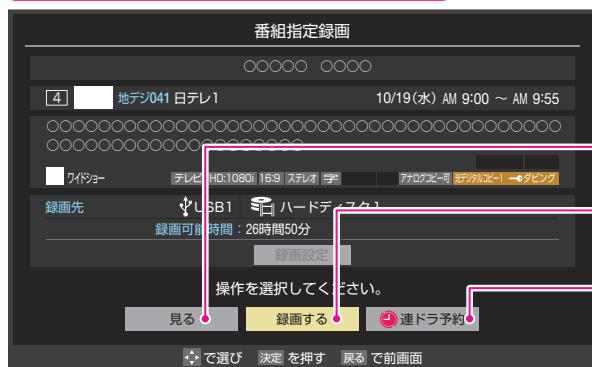 番組指定録画
○○○○○ ○○○○
4 地デジ041 日テレ1 10/19(水) AM 9:00 ～ AM 9:55
○○○○○○○○○○○○○○○○○○○○○○○○○○○○○○
○○○○○○○○○○○○○○○
ワイドショー テレビ HD:1080i 16:9 ステレオ 字 アナログコピー可 光デジタルコピー1 ダビング
録画先 USB1 ハードディスク1
録画可能時間：26時間50分
録画設定
操作を選択してください。
見る 録画する 連ドラ予約
で選び 決定 を押す 戻る で前画面